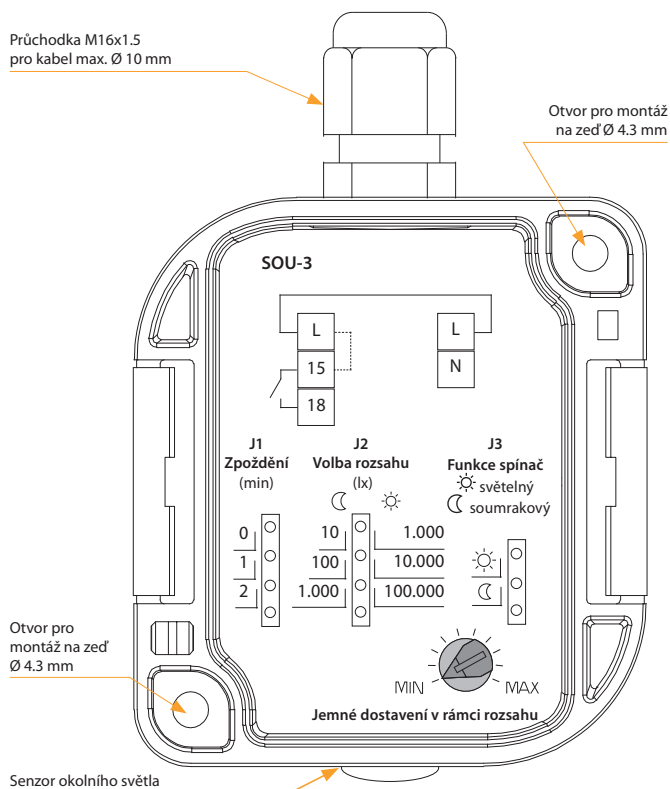 Průchodka M16x1.5
pro kabel max. Ø 10 mm
Otvor pro montáž
na zeď Ø 4.3 mm
SOU-3
L
15
18
L
N
J1
Zpoždění
(min)
0
1
2
J2
Volba rozsahu
(lx)
10 1.000
100 10.000
1.000 100.000
J3
Funkce spínač
světelný
soumrakový
Otvor pro
montáž na zeď
Ø 4.3 mm
MIN MAX
Jemné dostavení v rámci rozsahu
Senzor okolního světla